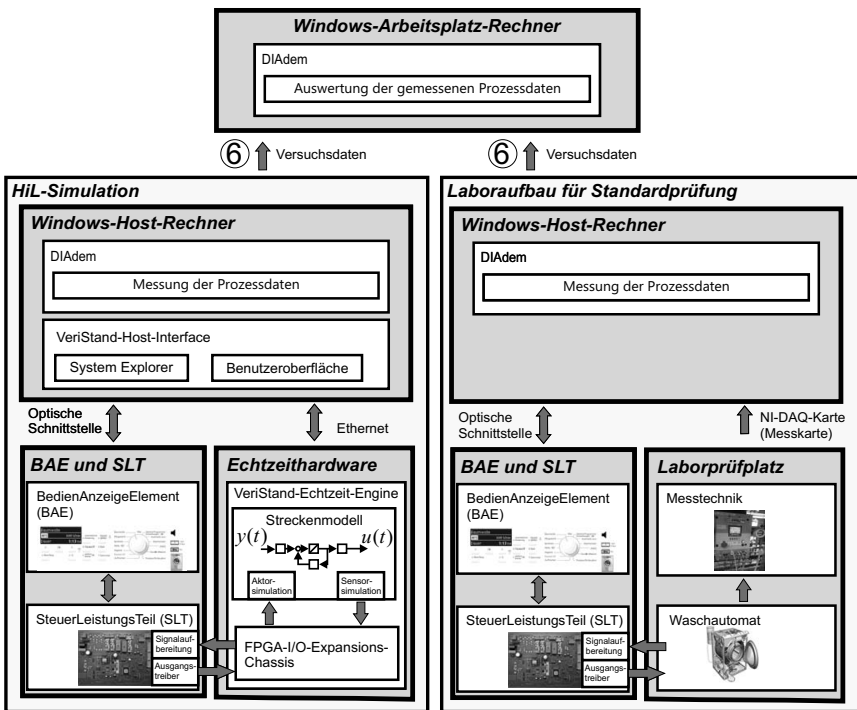 Windows-Arbeitsplatz-Rechner
DIAdem
Auswertung der gemessenen Prozessdaten
6 Versuchsdaten
6 Versuchsdaten
HiL-Simulation
Windows-Host-Rechner
DIAdem
Messung der Prozessdaten
VeriStand-Host-Interface
System Explorer
Benutzeroberfläche
Optische
Schnittstelle
Ethernet
BAE und SLT
BedienAnzeigeElement
(BAE)
SteuerLeistungsTeil (SLT)
Signalauf-
bereitung
Ausgangs-
treiber
Echtzeithardware
VeriStand-Echtzeit-Engine
Streckenmodell
y(t)
u(t)
Aktor-
simulation
Sensor-
simulation
FPGA-I/O-Expansions-
Chassis
Laboraufbau für Standardprüfung
Windows-Host-Rechner
DIAdem
Messung der Prozessdaten
Optische
Schnittstelle
NI-DAQ-Karte
(Messkarte)
BAE und SLT
BedienAnzeigeElement
(BAE)
SteuerLeistungsTeil (SLT)
Signalauf-
bereitung
Ausgangs-
treiber
Laborprüfplatz
Messtechnik
Waschautomat